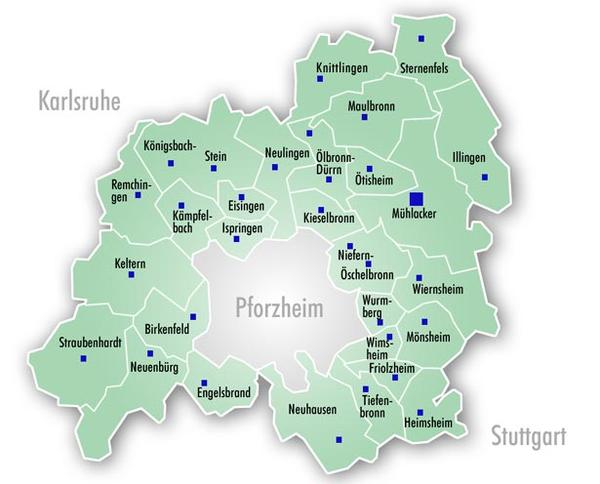 Karlsruhe
Knittlingen
Sternenfels
Maulbronn
Königsbach-
Stein
Neulingen
Ölbronn-
Dürrn
Ötisheim
Illingen
Remchin-
gen
Kämpfel-
bach
Eisingen
Ispringen
Kieselbronn
Mühlacker
Keltern
Niefern-
Öschelbronn
Wiernsheim
Pforzheim
Wurm-
berg
Birkenfeld
Straubenhardt
Neuenbürg
Wims-
heim
Mönsheim
Friolzheim
Engelsbrand
Neuhausen
Tiefen-
bronn
Heimsheim
Stuttgart